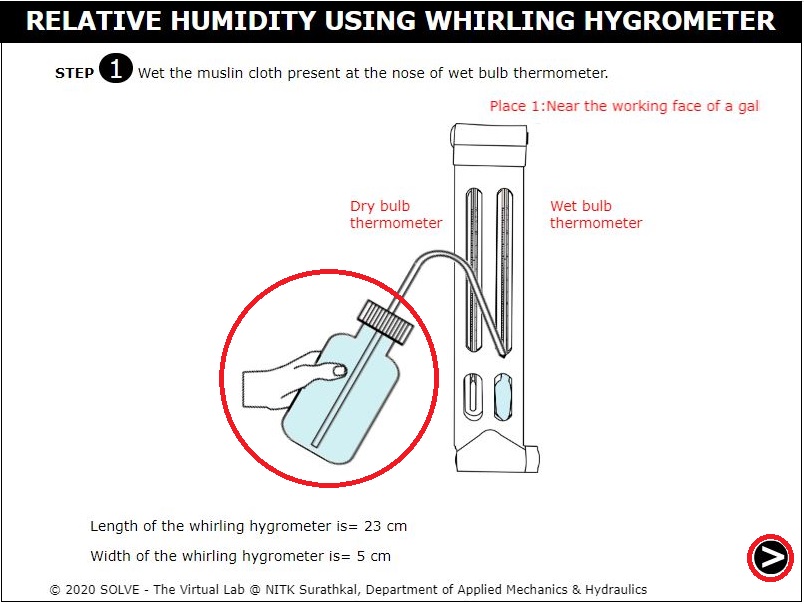 RELATIVE HUMIDITY USING WHIRLING HYGROMETER
STEP 1 Wet the muslin cloth present at the nose of wet bulb thermometer.
Place 1:Near the working face of a gal
Dry bulb
thermometer
Wet bulb
thermometer
Length of the whirling hygrometer is= 23 cm
Width of the whirling hygrometer is= 5 cm
>
© 2020 SOLVE - The Virtual Lab @ NITK Surathkal, Department of Applied Mechanics & Hydraulics